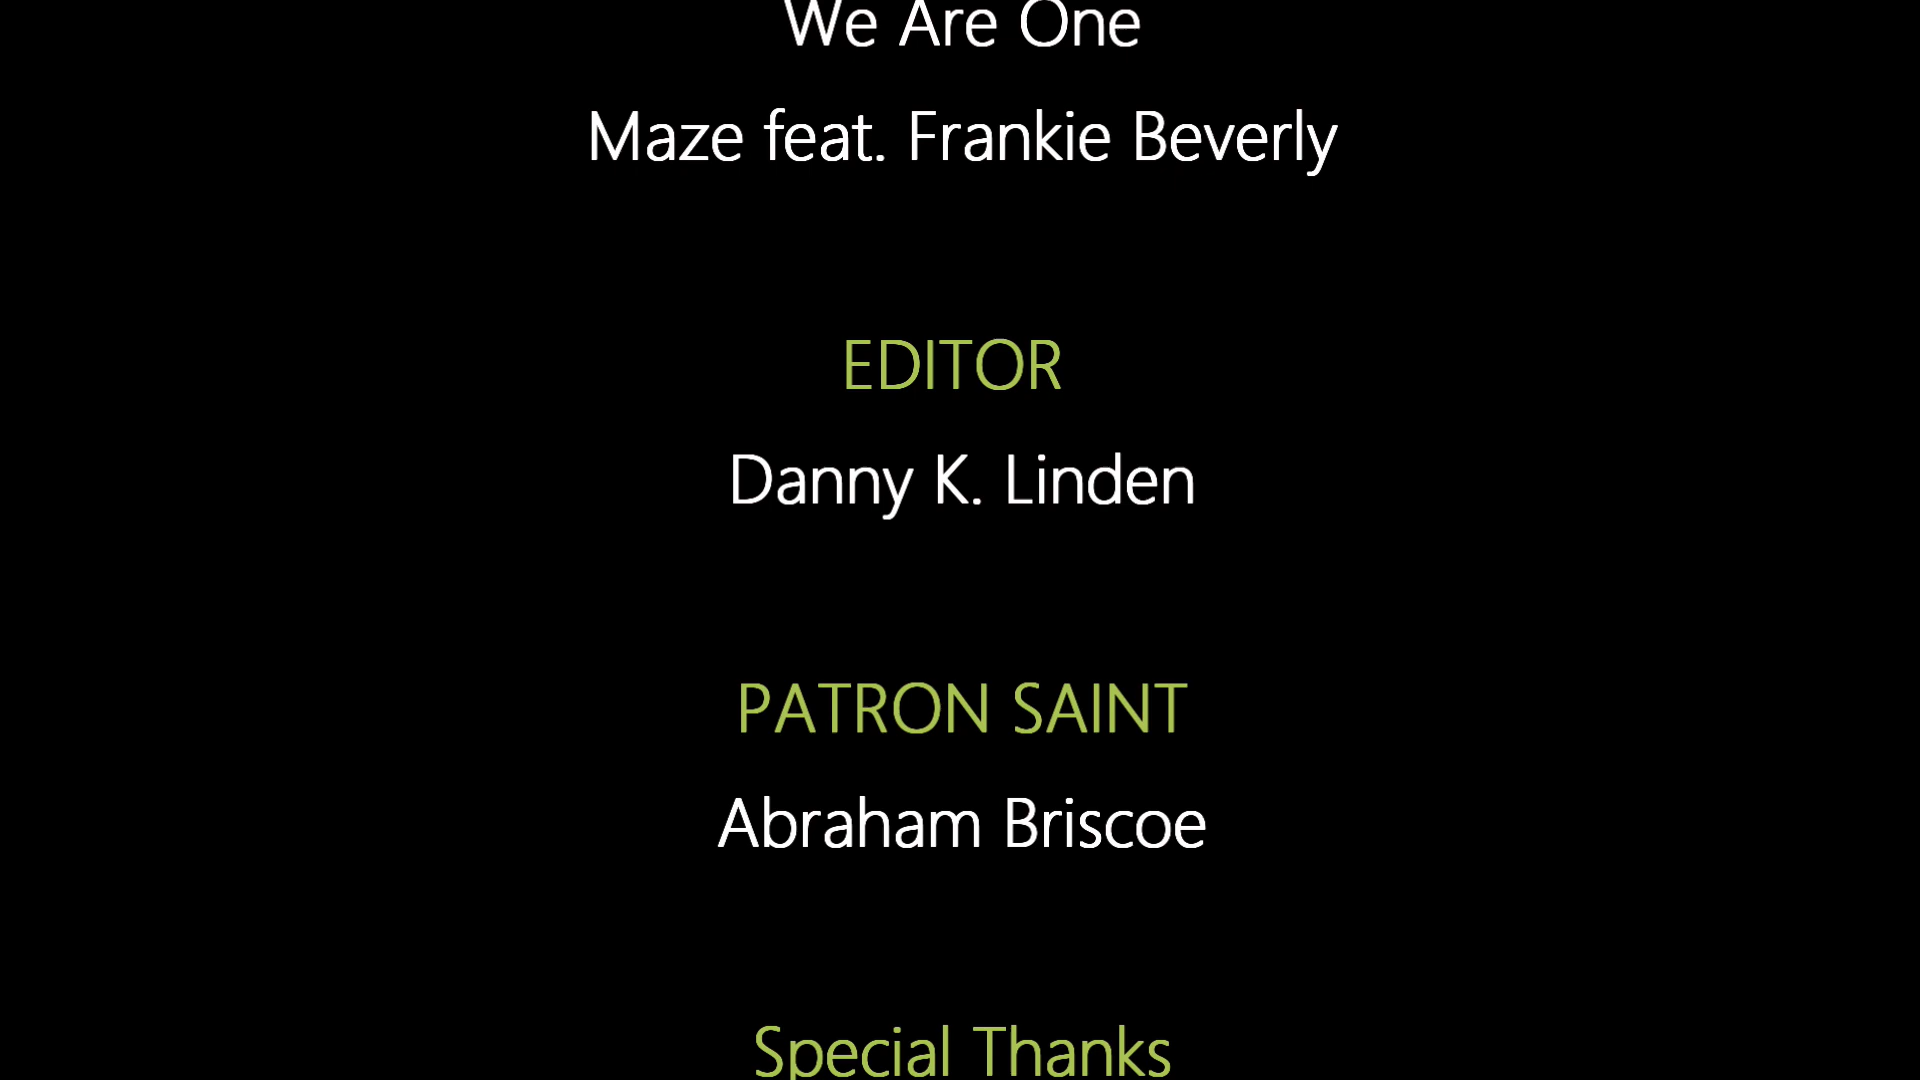 We Are One
Maze feat. Frankie Beverly
EDITOR
Danny K. Linden
PATRON SAINT
Abraham Briscoe
Special Thanks